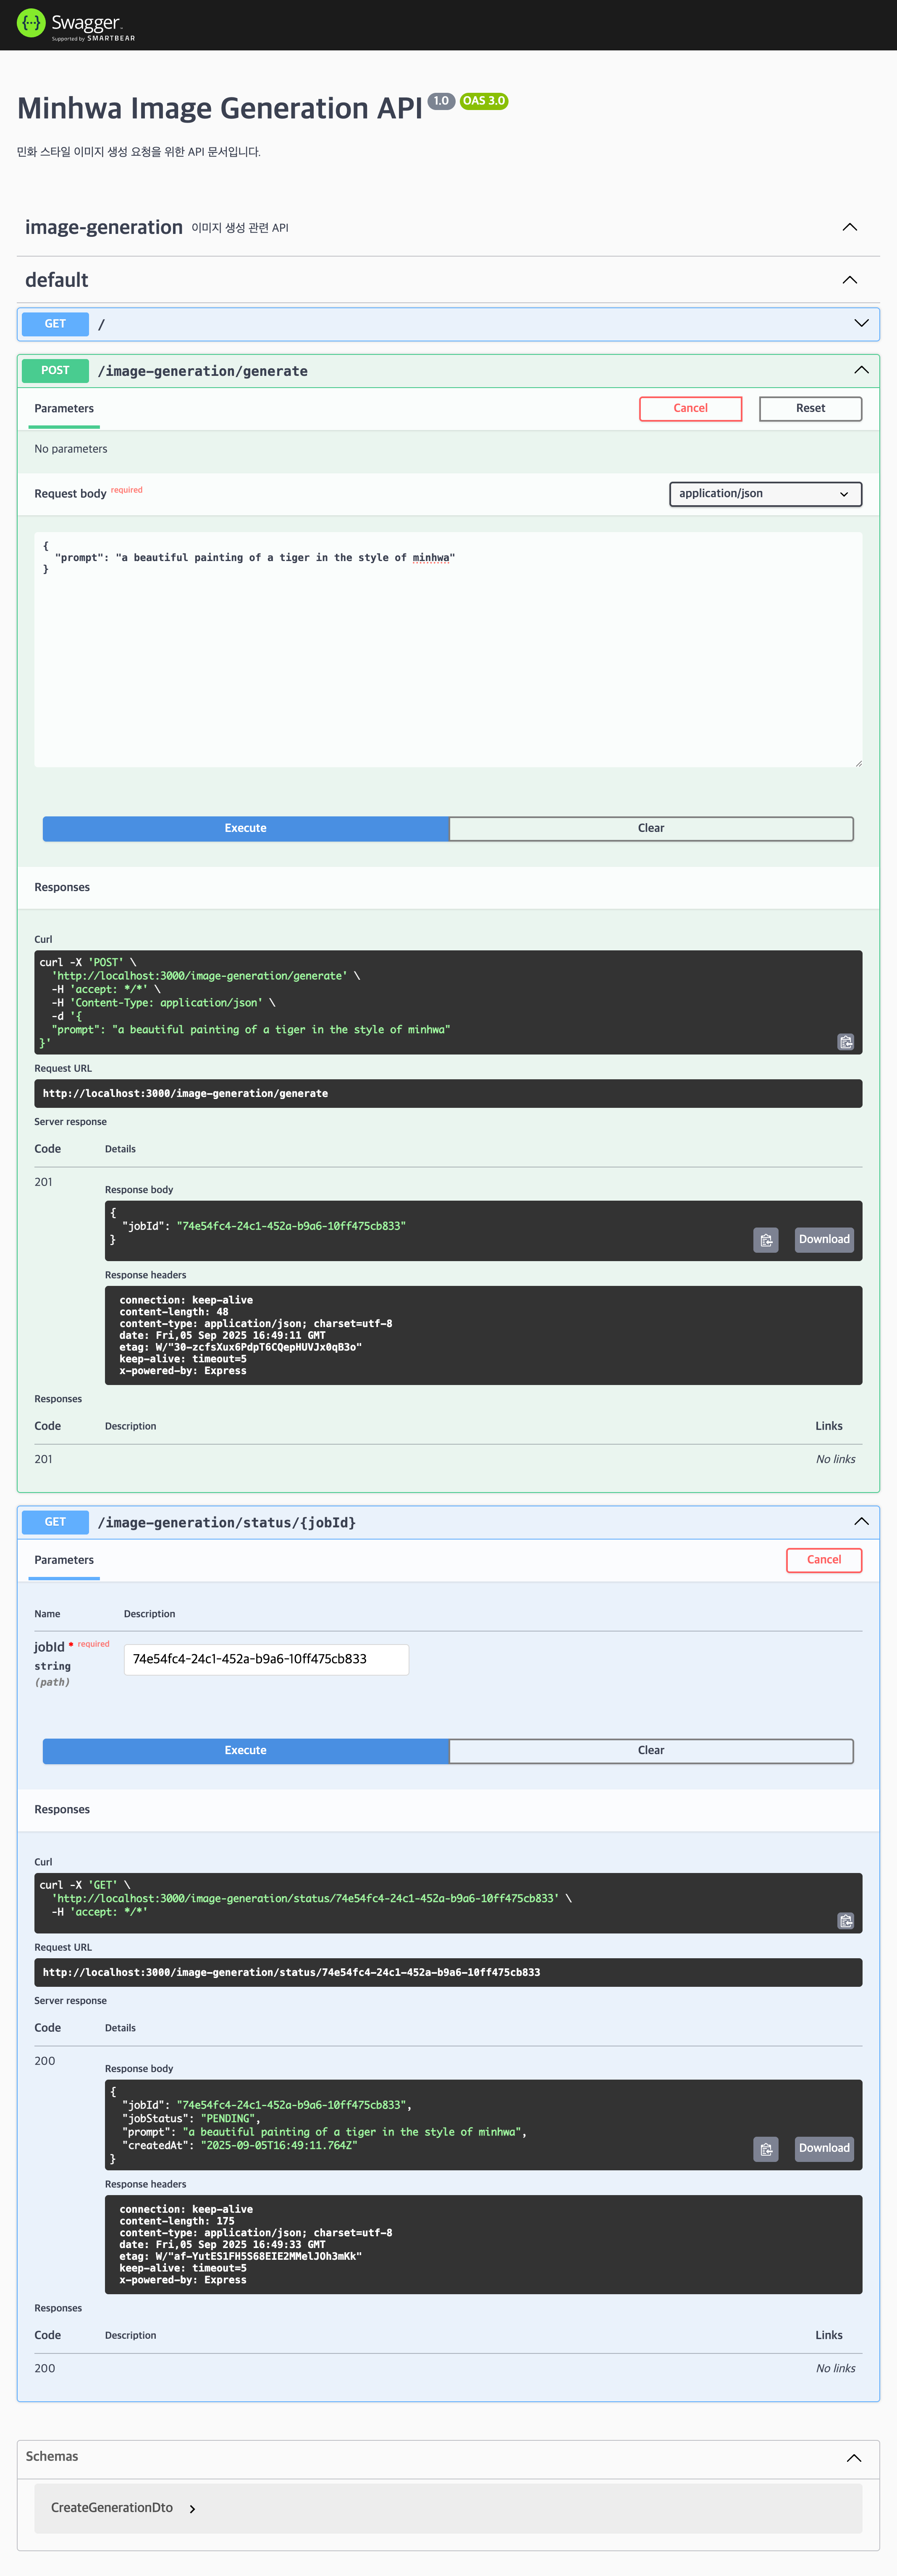 Swagger.
Supported by SMARTBEAR
Minhwa Image Generation API 1.0 OAS 3.0
민화 스타일 이미지 생성 요청을 위한 API 문서입니다.
image-generation 이미지 생성 관련 API
default
GET /
POST /image-generation/generate
Parameters Cancel Reset
No parameters
Request body required application/json
{
"prompt": "a beautiful painting of a tiger in the style of minhwa"
}
Execute Clear
Responses
Curl
curl -X 'POST' \
'http://localhost:3000/image-generation/generate' \
-H 'accept: */*' \
-H 'Content-Type: application/json' \
-d '{
"prompt": "a beautiful painting of a tiger in the style of minhwa"
}'
Request URL
http://localhost:3000/image-generation/generate
Server response
Code Details
201
Response body
{
"jobId": "74e54fc4-24c1-452a-b9a6-10ff475cb833"
}
Download
Response headers
connection: keep-alive
content-length: 48
content-type: application/json; charset=utf-8
date: Fri,05 Sep 2025 16:49:11 GMT
etag: W/"30-zcfsXux6PdpT6CQepHUVJx0qB3o"
keep-alive: timeout=5
x-powered-by: Express
Responses
Code Description Links
201 No links
GET /image-generation/status/{jobId}
Parameters Cancel
Name Description
jobId * required
string
(path)
74e54fc4-24c1-452a-b9a6-10ff475cb833
Execute Clear
Responses
Curl
curl -X 'GET' \
'http://localhost:3000/image-generation/status/74e54fc4-24c1-452a-b9a6-10ff475cb833' \
-H 'accept: */*'
Request URL
http://localhost:3000/image-generation/status/74e54fc4-24c1-452a-b9a6-10ff475cb833
Server response
Code Details
200
Response body
{
"jobId": "74e54fc4-24c1-452a-b9a6-10ff475cb833",
"jobStatus": "PENDING",
"prompt": "a beautiful painting of a tiger in the style of minhwa",
"createdAt": "2025-09-05T16:49:11.764Z"
}
Download
Response headers
connection: keep-alive
content-length: 175
content-type: application/json; charset=utf-8
date: Fri,05 Sep 2025 16:49:33 GMT
etag: W/"af-YutES1FH5S68EIE2MMelJOh3mKk"
keep-alive: timeout=5
x-powered-by: Express
Responses
Code Description Links
200 No links
Schemas
CreateGenerationDto